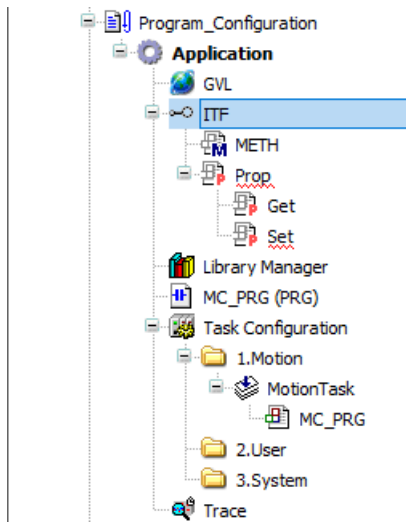 Program_Configuration
Application
GVL
ITF
METH
Prop
Get
Set
Library Manager
MC_PRG (PRG)
Task Configuration
1.Motion
MotionTask
MC_PRG
2.User
3.System
Trace